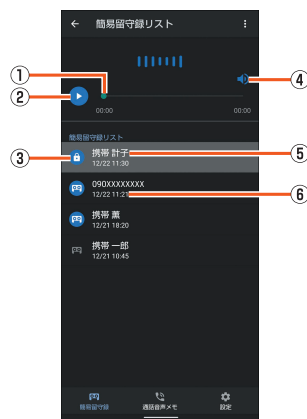 簡易留守録リスト
①
②
④
00:00 00:00
簡易留守録リスト
③
携帯 計子
⑤
12/22 11:30
090XXXXXXXX
12/22 11:21
⑥
携帯 薫
12/21 18:20
携帯 一郎
12/21 10:45
簡易留守録 通話音声メモ 設定